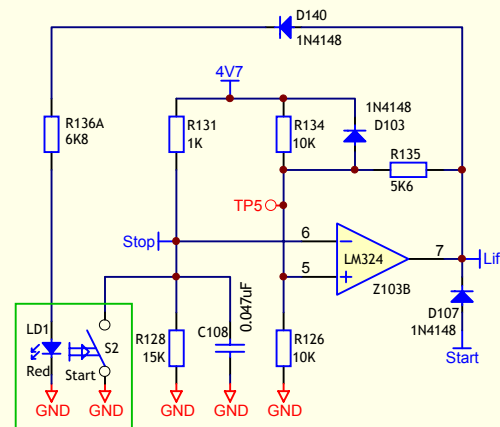 D140
1N4148
4V7
1N4148
D103
R136A
6K8
R131
1K
R134
10K
R135
5K6
TP5
Stop
6
5
7
LM324
Z103B
Lif
D107
1N4148
Start
0.047uF
C108
LD1
Red
S2
Start
R128
15K
R126
10K
GND
GND
GND
GND
GND